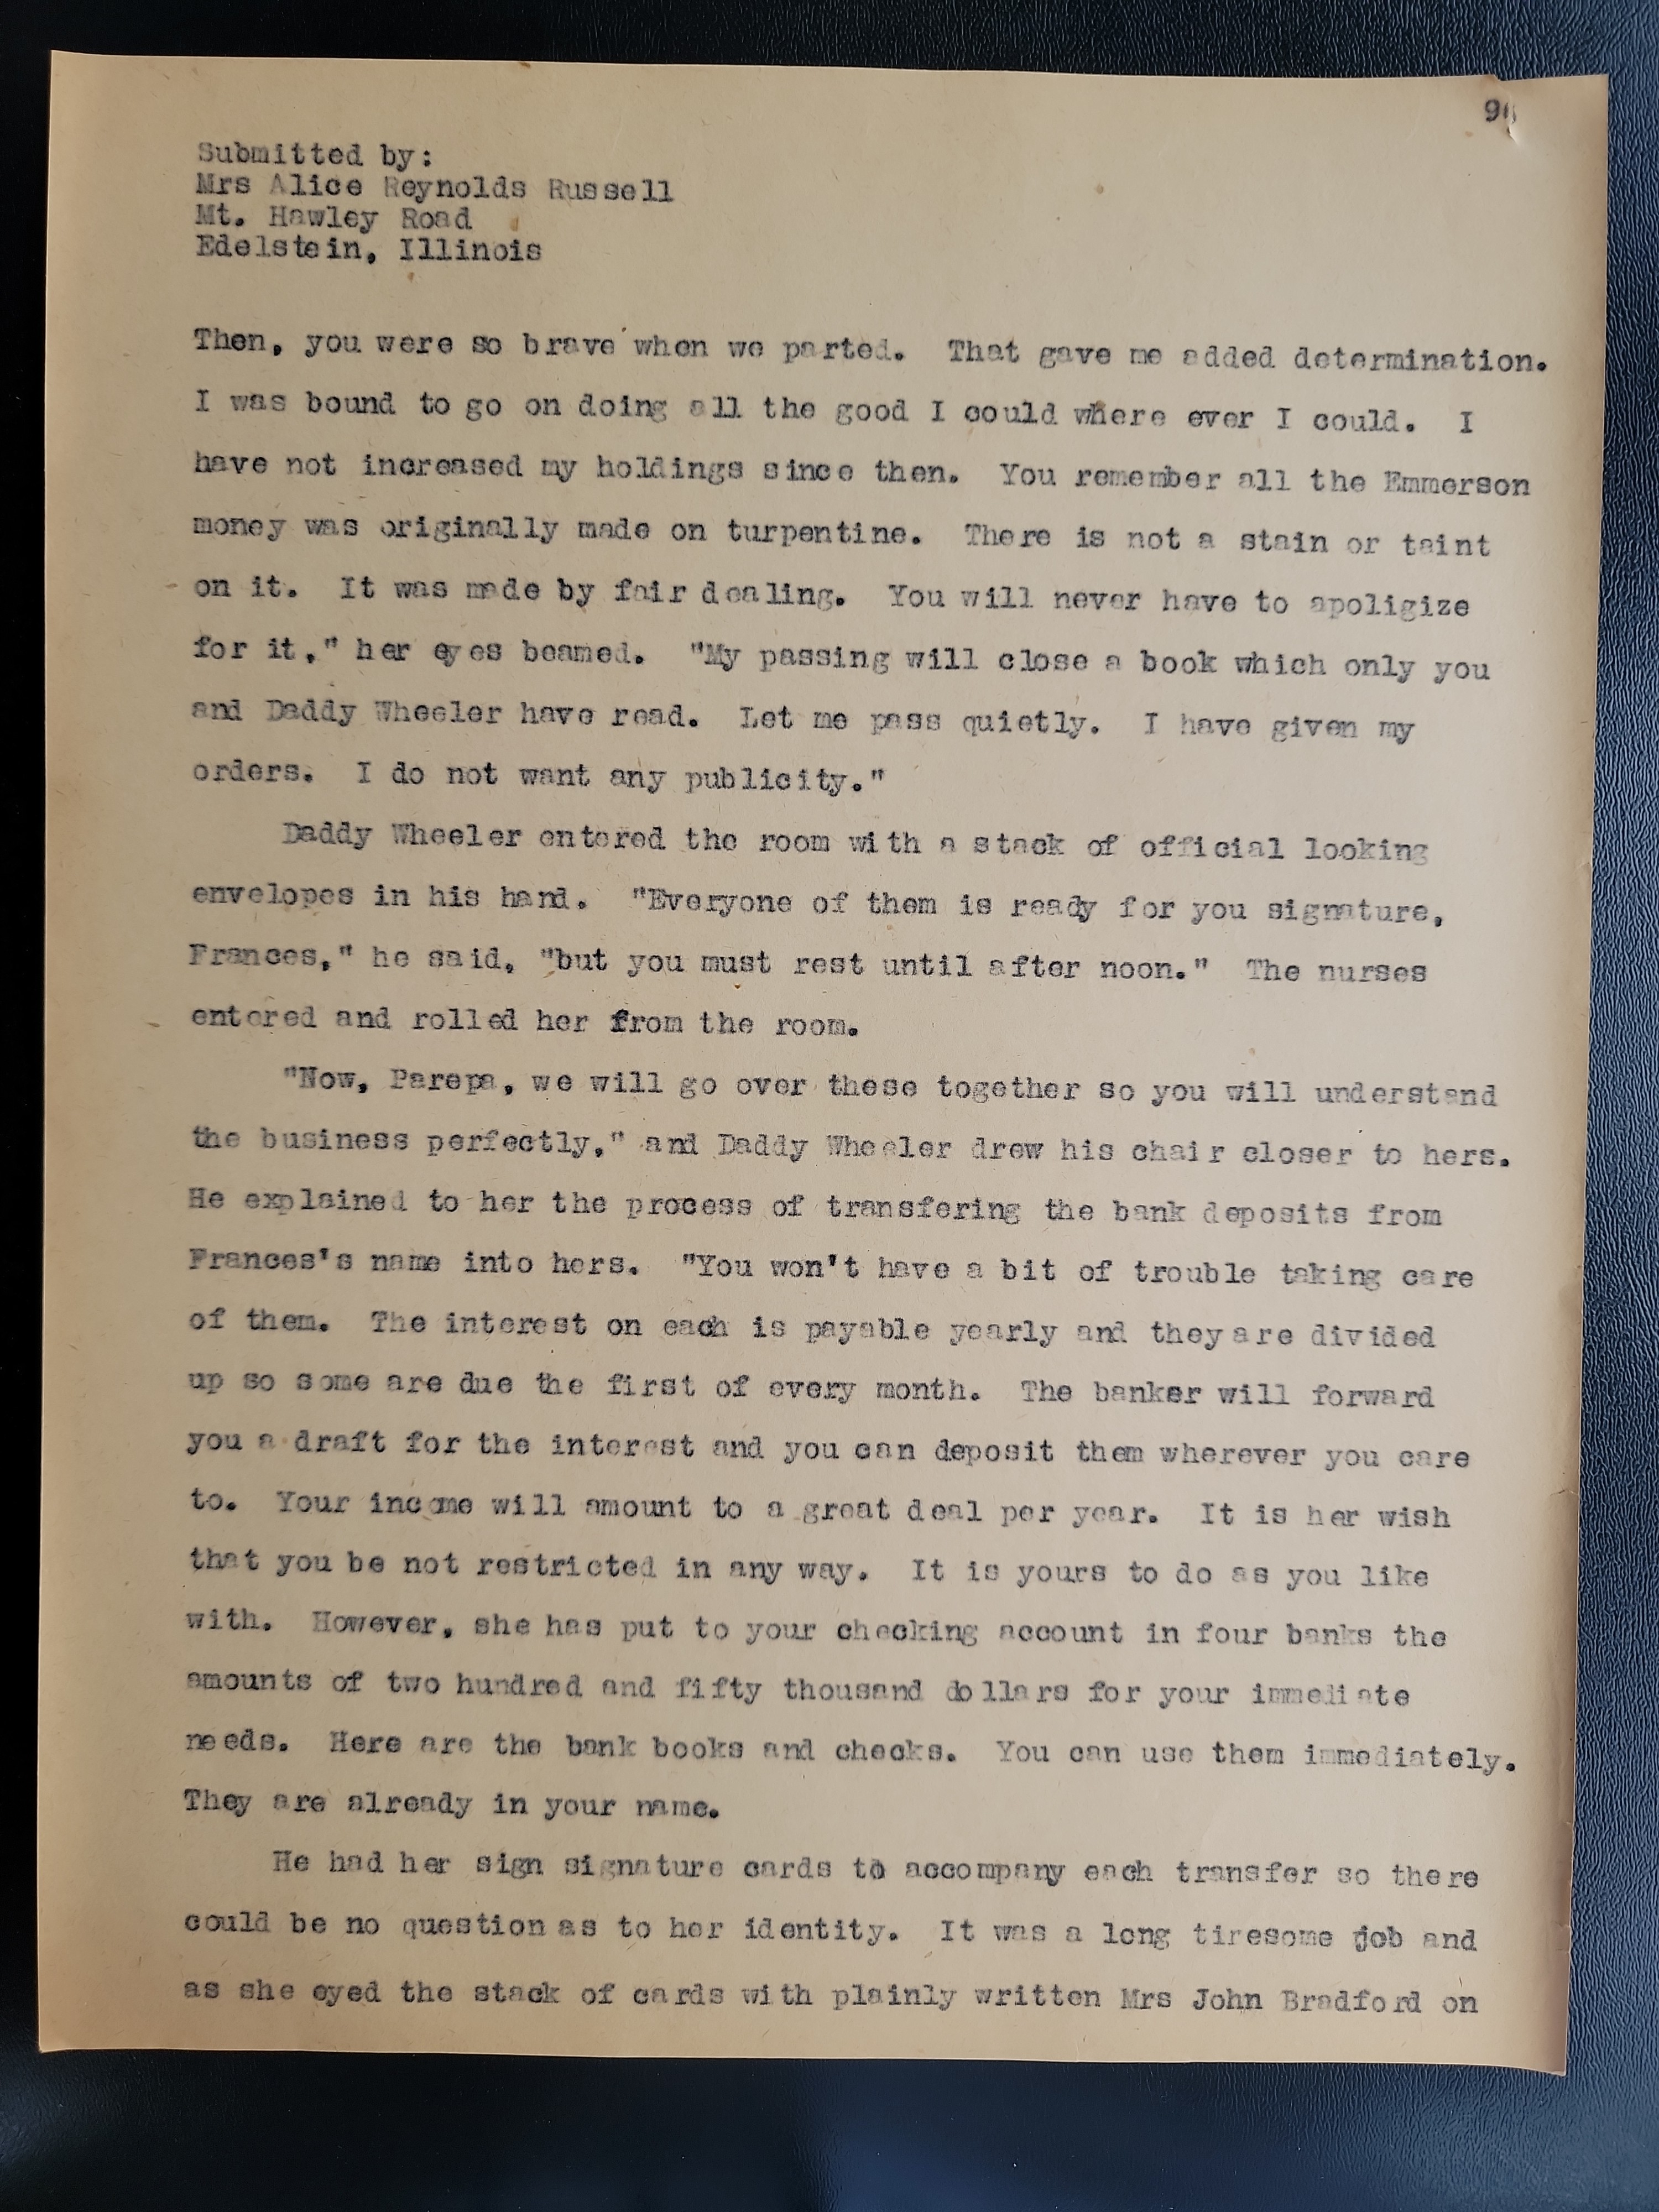 Submitted by:
Mrs Alice Reynolds Russell
Mt. Hawley Road
Edelstein, Illinois
Then, you were so brave when we parted. That gave me added determination.
I was bound to go on doing all the good I could where ever I could. I
have not increased my holdings since then. You remember all the Emmerson
money was originally made on turpentine. There is not a stain or taint
on it. It was made by fair dealing. You will never have to apoligize
for it," her eyes beamed. "My passing will close a book which only you
and Daddy Wheeler have read. Let me pass quietly. I have given my
orders. I do not want any publicity."
Daddy Wheeler entered the room with a stack of official looking
envelopes in his hand. "Everyone of them is ready for you signature,
Frances," he said, "but you must rest until after noon." The nurses
entered and rolled her from the room.
"Now, Parepa, we will go over these together so you will understand
the business perfectly," and Daddy Wheeler drew his chair closer to hers.
He explained to her the process of transfering the bank deposits from
Frances's name into hers. "You won't have a bit of trouble taking care
of them. The interest on each is payable yearly and they are divided
up so some are due the first of every month. The banker will forward
you a draft for the interest and you can deposit them wherever you care
to. Your income will amount to a great deal per year. It is her wish
that you be not restricted in any way. It is yours to do as you like
with. However, she has put to your checking account in four banks the
amounts of two hundred and fifty thousand dollars for your immediate
needs. Here are the bank books and checks. You can use them immediately.
They are already in your name.
He had her sign signature cards to accompany each transfer so there
could be no question as to her identity. It was a long tiresome job and
as she eyed the stack of cards with plainly written Mrs John Bradford on